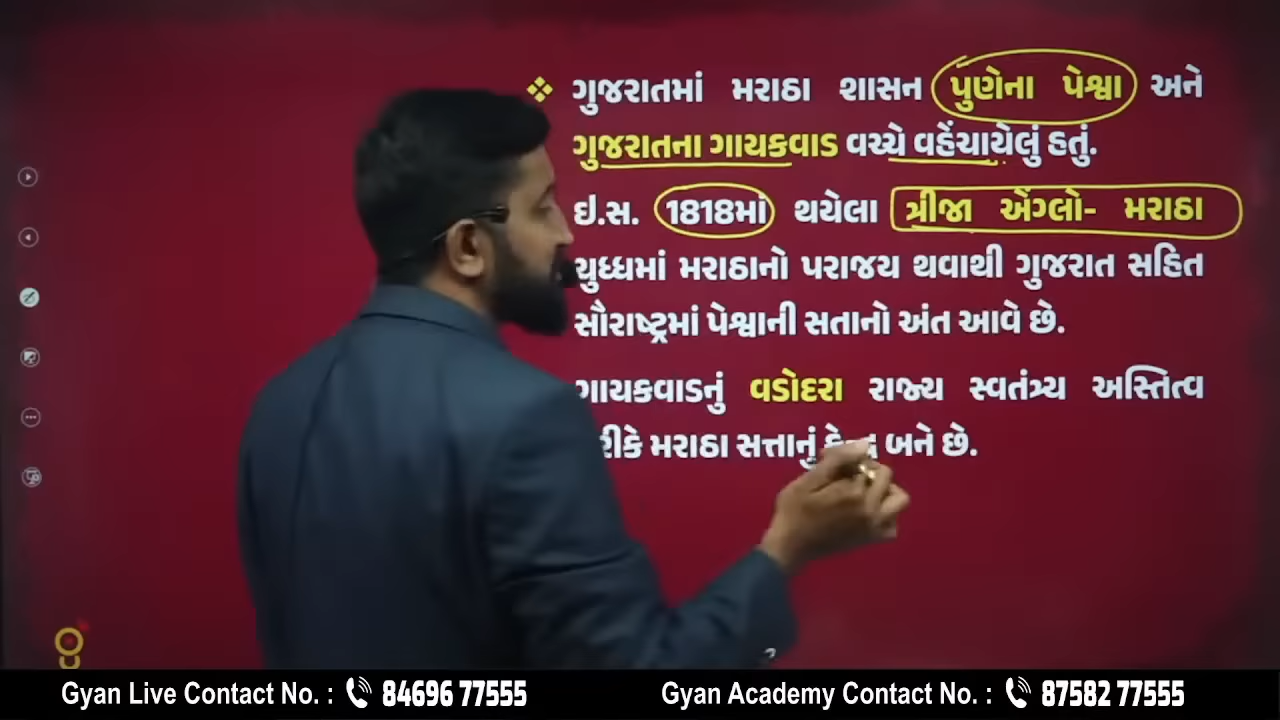 ❖ ગુજરાતમાં મરાઠા શાસન પુણેના પેશ્વા અને
ગુજરાતના ગાયકવાડ વચ્ચે વહેંચાયેલું હતું.
ઇ.સ. 1818માં થયેલા ત્રીજા એંગ્લો- મરાઠા
યુધ્ધમાં મરાઠાનો પરાજય થવાથી ગુજરાત સહિત
સૌરાષ્ટ્રમાં પેશ્વાની સતાનો અંત આવે છે.
ગાયકવાડનું વડોદરા રાજ્ય સ્વતંત્ર્ય અસ્તિત્વ
મરાઠા સત્તાનું બને છે.
Gyan Live Contact No. : 84696 77555
Gyan Academy Contact No. : 87582 77555